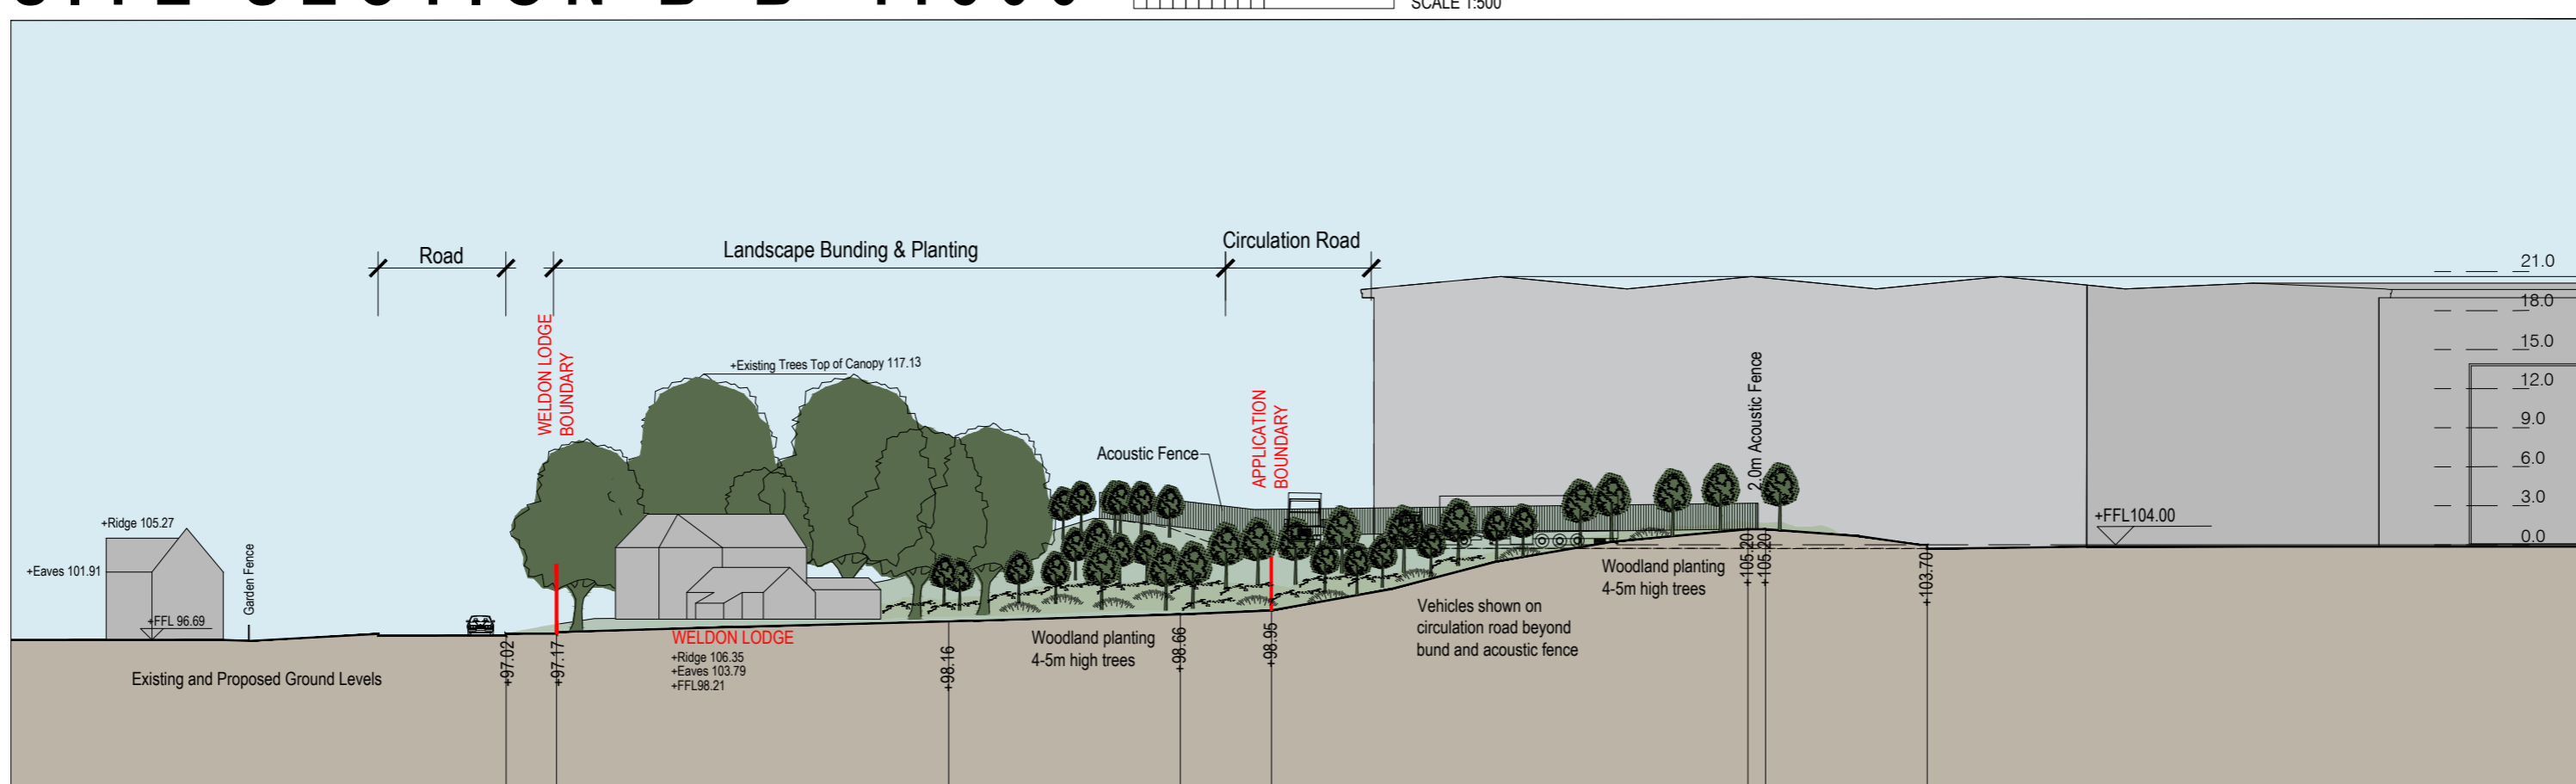 SITE SECTION B-B 1:500
SCALE 1:500
Road
Landscape Bunding & Planting
Circulation Road
21.0
18.0
15.0
12.0
9.0
6.0
3.0
0.0
WELDON LODGE
BOUNDARY
+Existing Trees Top of Canopy 117.13
APPLICATION
BOUNDARY
Acoustic Fence
2.0m Acoustic Fence
+Ridge 105.27
+Eaves 101.91
+FFL 96.69
Garden Fence
+FFL104.00
WELDON LODGE
+Ridge 106.35
+Eaves 103.79
+FFL98.21
Existing and Proposed Ground Levels
+97.02
+97.17
+98.16
Woodland planting
4-5m high trees
+98.66
+98.95
Vehicles shown on
circulation road beyond
bund and acoustic fence
Woodland planting
4-5m high trees
+105.20
+105.20
+103.70